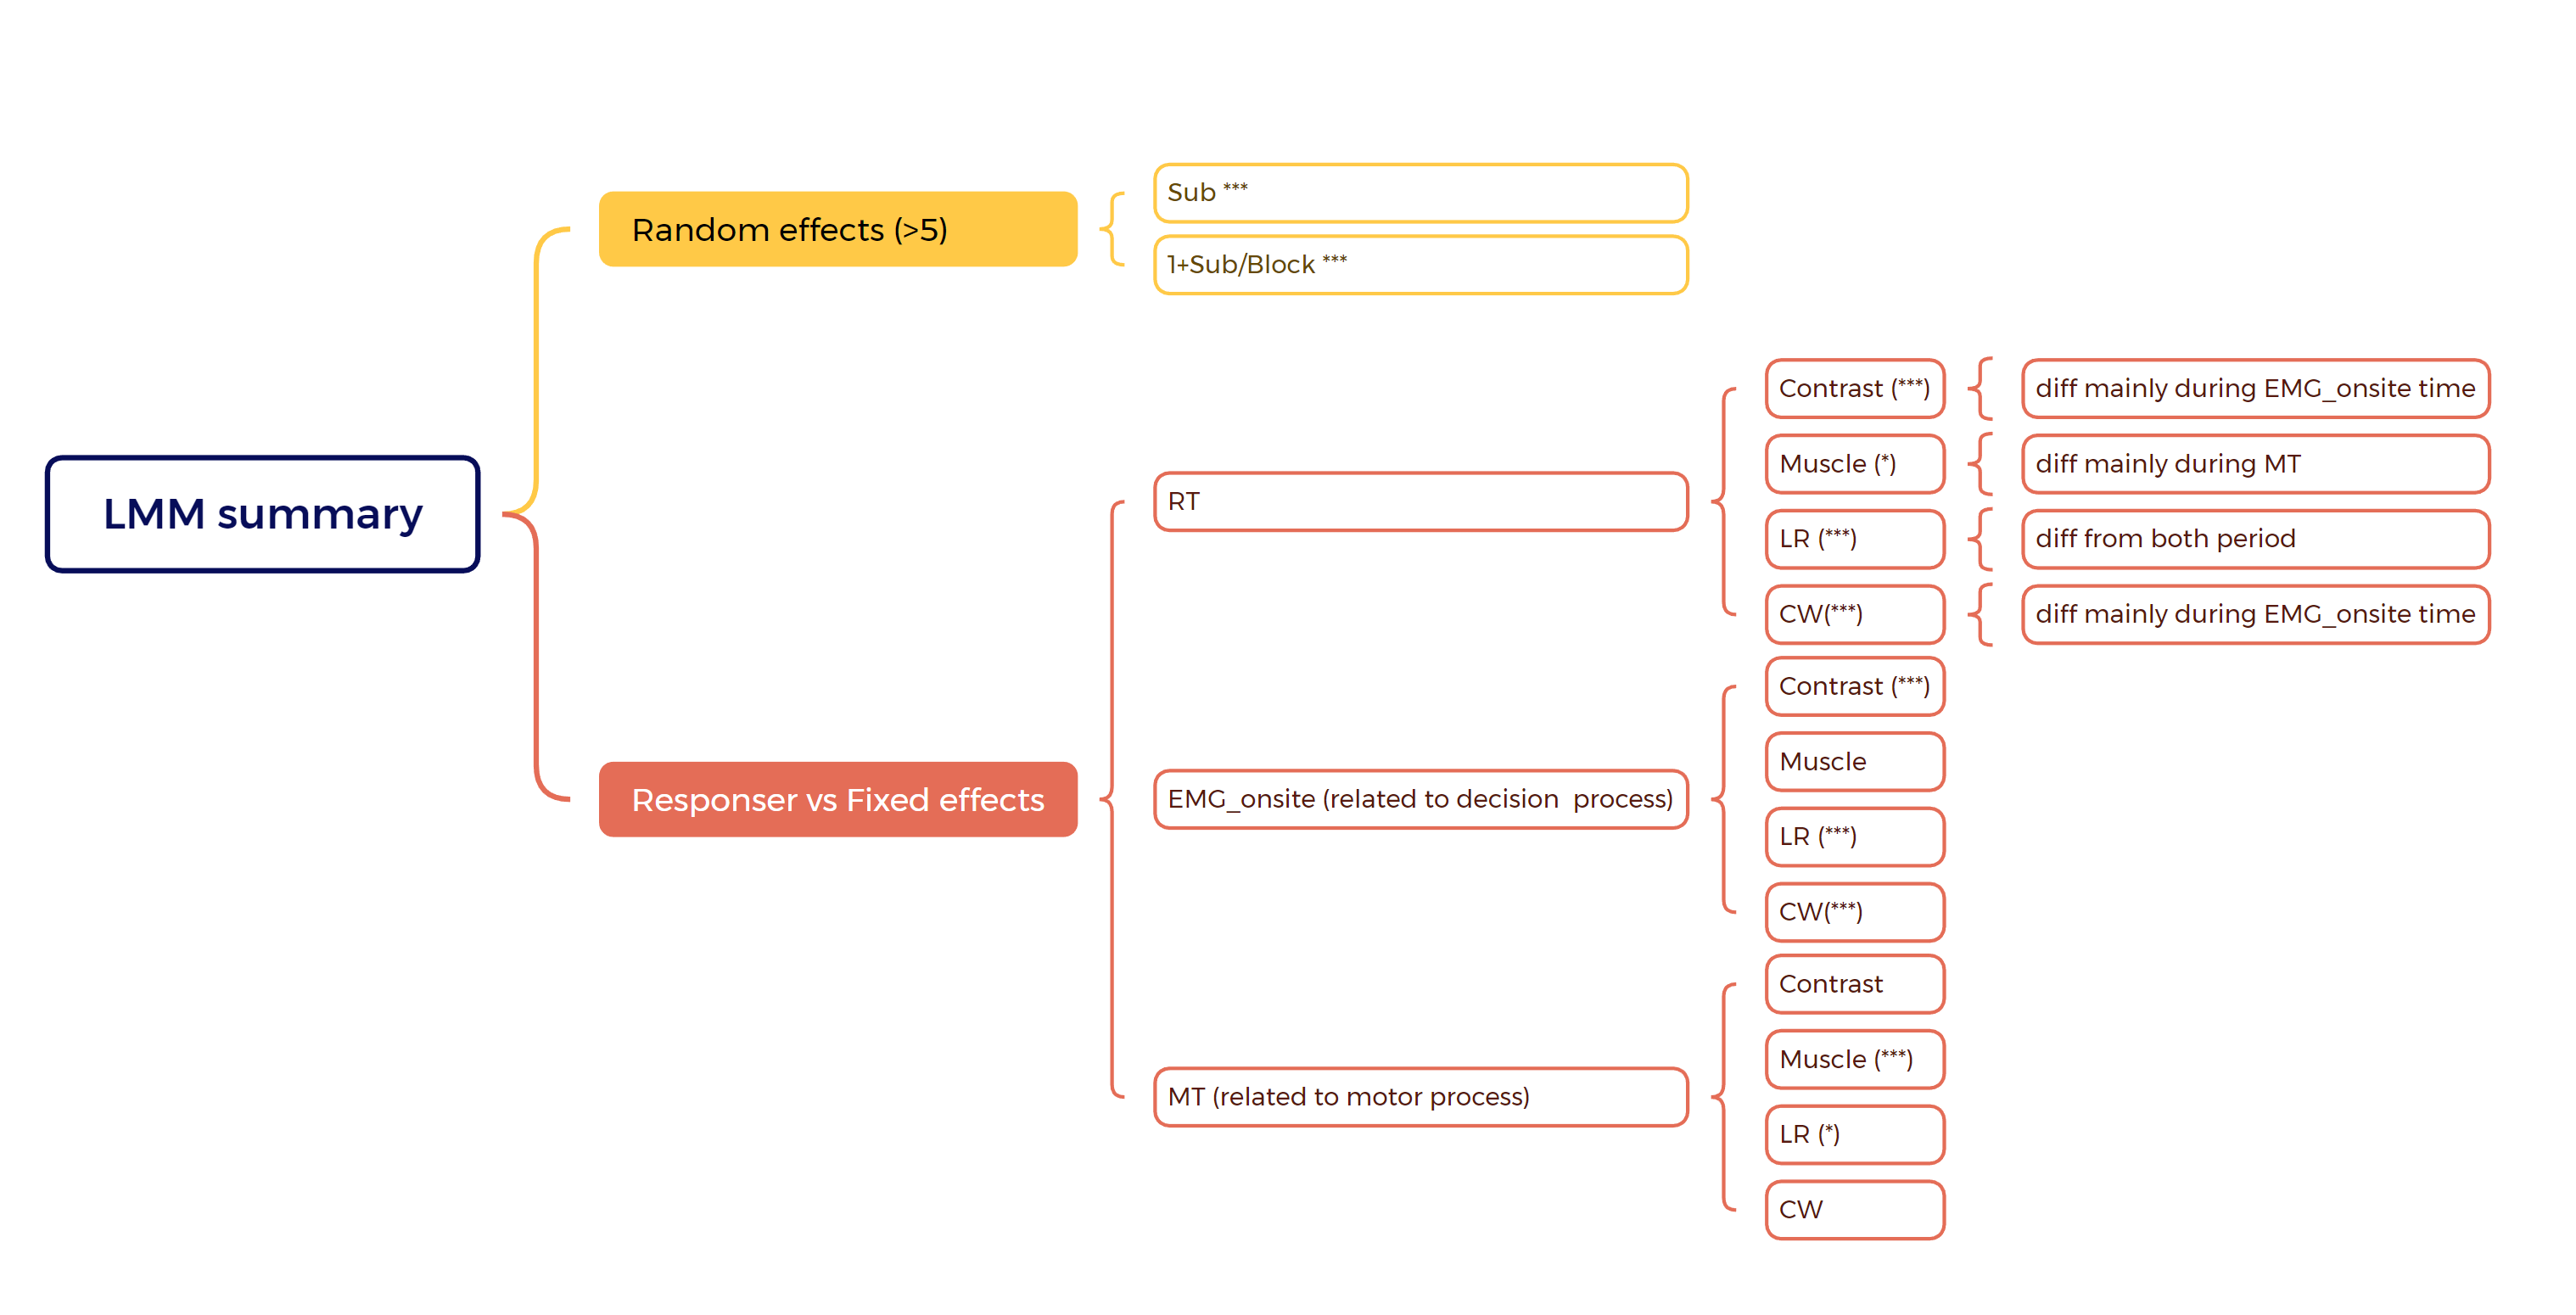 LMM summary
Random effects (>5)
Sub ***
1+Sub/Block ***
Responser vs Fixed effects
RT
Contrast (***)
diff mainly during EMG_onsite time
Muscle (*)
diff mainly during MT
LR (***)
diff from both period
CW(***)
diff mainly during EMG_onsite time
EMG_onsite (related to decision  process)
Contrast (***)
Muscle
LR (***)
CW(***)
MT (related to motor process)
Contrast
Muscle (***)
LR (*)
CW